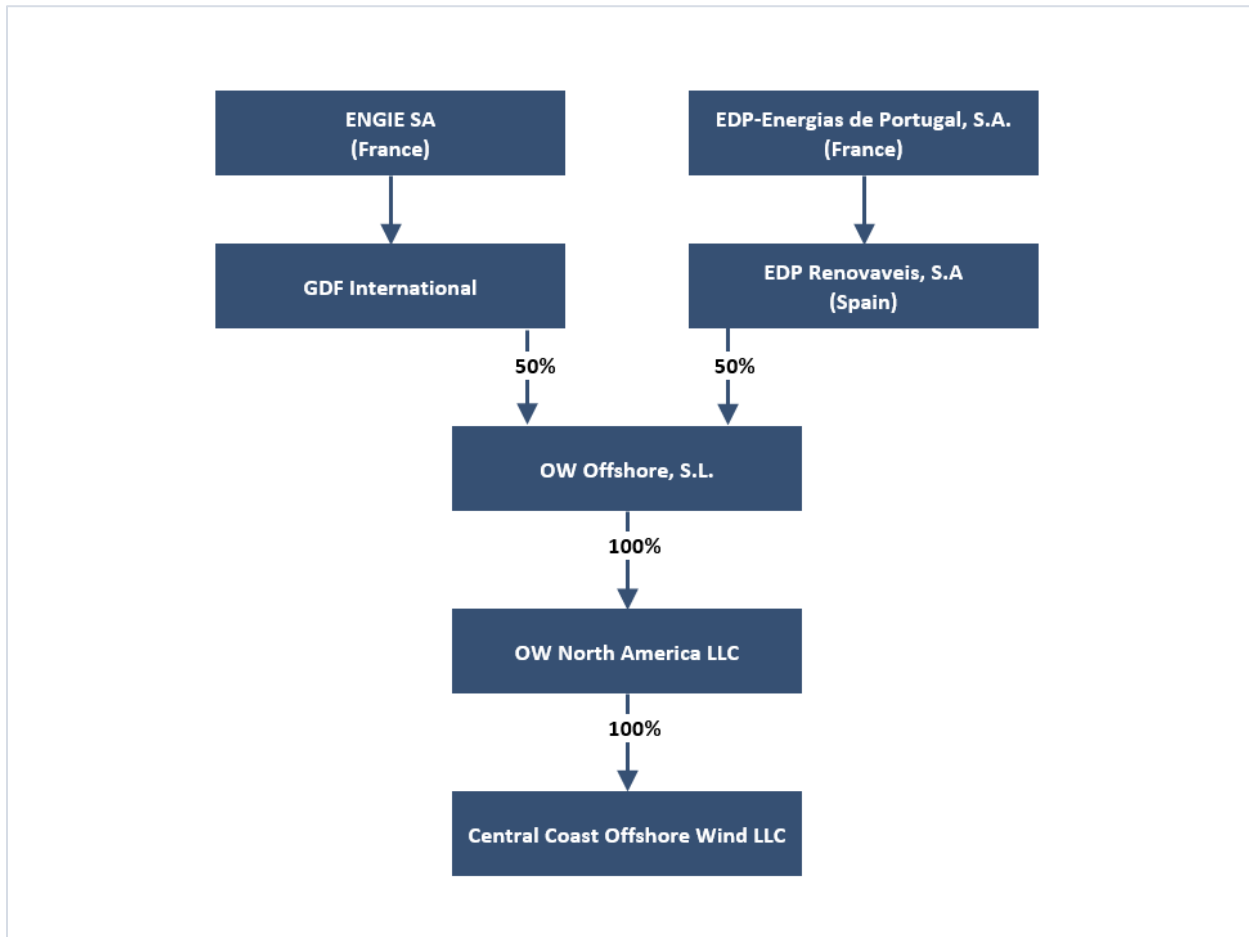 ENGIE SA
(France)
EDP-Energias de Portugal, S.A.
(France)
GDF International
EDP Renovaveis, S.A
(Spain)
50%
50%
OW Offshore, S.L.
100%
OW North America LLC
100%
Central Coast Offshore Wind LLC